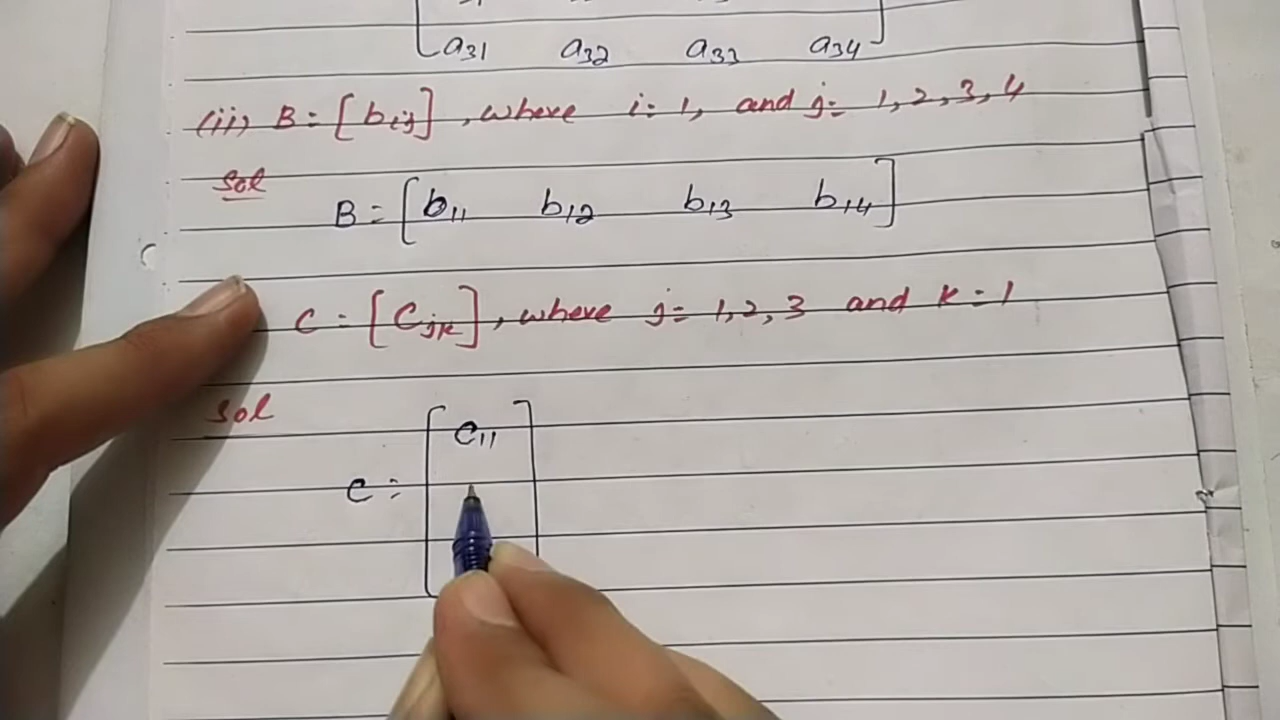 a31 a32 a33 a34
(ii) B = [bij], where i = 1, and j = 1, 2, 3, 4
Sol
B = [b11 b12 b13 b14]
C = [Cjk], where j = 1, 2, 3 and k = 1
Sol
C = [C11]